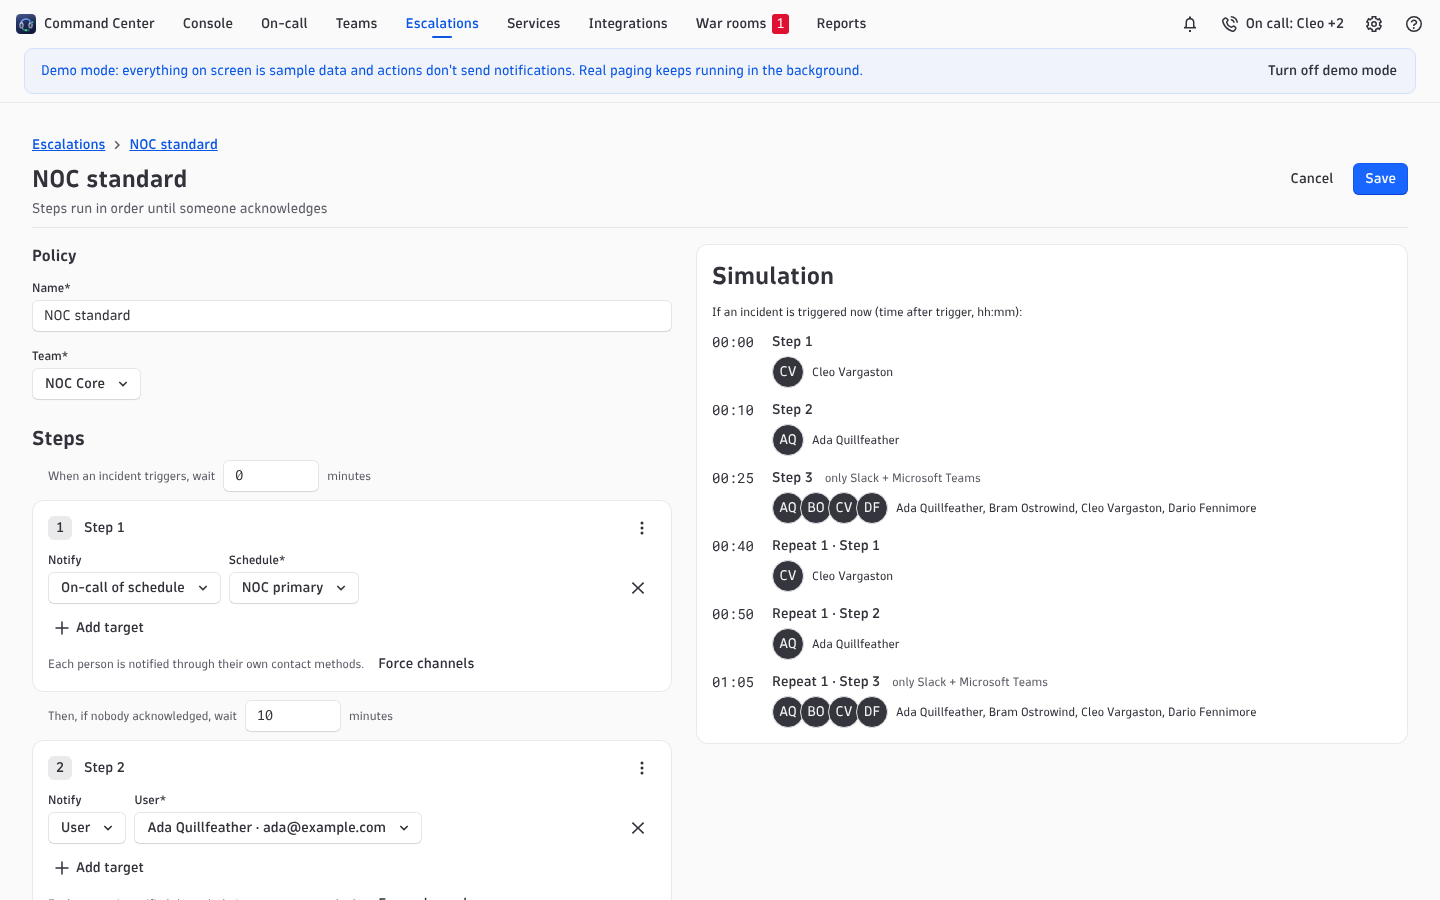 Command Center
Console
On-call
Teams
Escalations
Services
Integrations
War rooms 1
Reports
On call: Cleo +2
Demo mode: everything on screen is sample data and actions don't send notifications. Real paging keeps running in the background.
Turn off demo mode
Escalations > NOC standard
NOC standard
Cancel
Save
Steps run in order until someone acknowledges
Policy
Name*
NOC standard
Team*
NOC Core
Steps
When an incident triggers, wait 0 minutes
1 Step 1
Notify
Schedule*
On-call of schedule
NOC primary
Add target
Each person is notified through their own contact methods. Force channels
Then, if nobody acknowledged, wait 10 minutes
2 Step 2
Notify
User*
User
Ada Quillfeather · ada@example.com
Add target
Simulation
If an incident is triggered now (time after trigger, hh:mm):
00:00 Step 1
CV Cleo Vargaston
00:10 Step 2
AQ Ada Quillfeather
00:25 Step 3 only Slack + Microsoft Teams
AQ BO CV DF Ada Quillfeather, Bram Ostrowind, Cleo Vargaston, Dario Fennimore
00:40 Repeat 1 · Step 1
CV Cleo Vargaston
00:50 Repeat 1 · Step 2
AQ Ada Quillfeather
01:05 Repeat 1 · Step 3 only Slack + Microsoft Teams
AQ BO CV DF Ada Quillfeather, Bram Ostrowind, Cleo Vargaston, Dario Fennimore